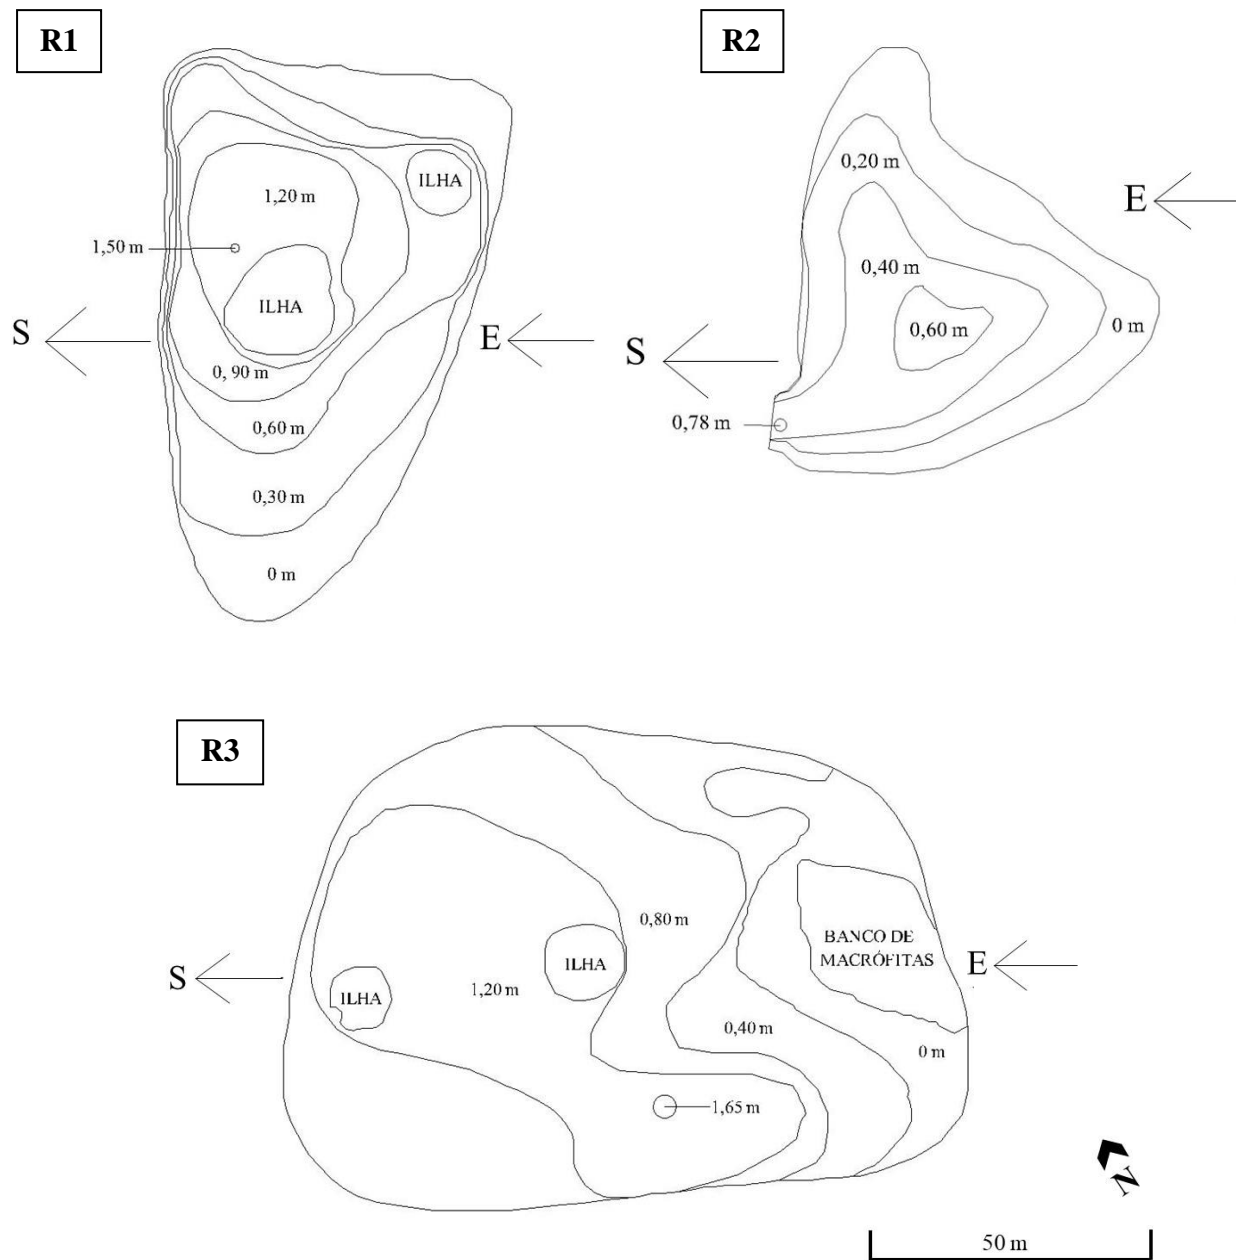 R1
R2
ILHA
1,20 m
1,50 m
ILHA
S
E
0, 90 m
0,60 m
0,30 m
0 m
0,20 m
E
0,40 m
0,60 m
0 m
S
0,78 m
R3
0,80 m
BANCO DE
MACRÓFITAS
ILHA
S
E
ILHA
1,20 m
0,40 m
0 m
1,65 m
N
50 m